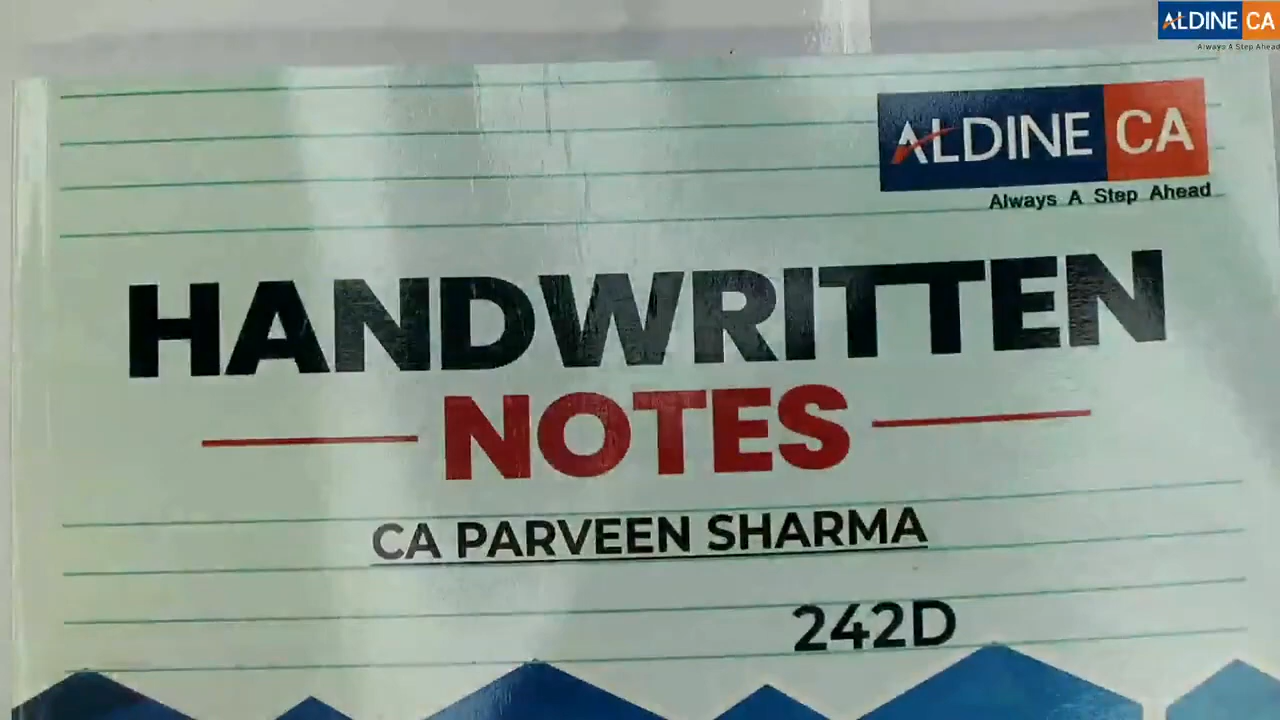 ALDINE CA
Always A Step Ahead
ALDINE CA
Always A Step Ahead
HANDWRITTEN
NOTES
CA PARVEEN SHARMA
242D